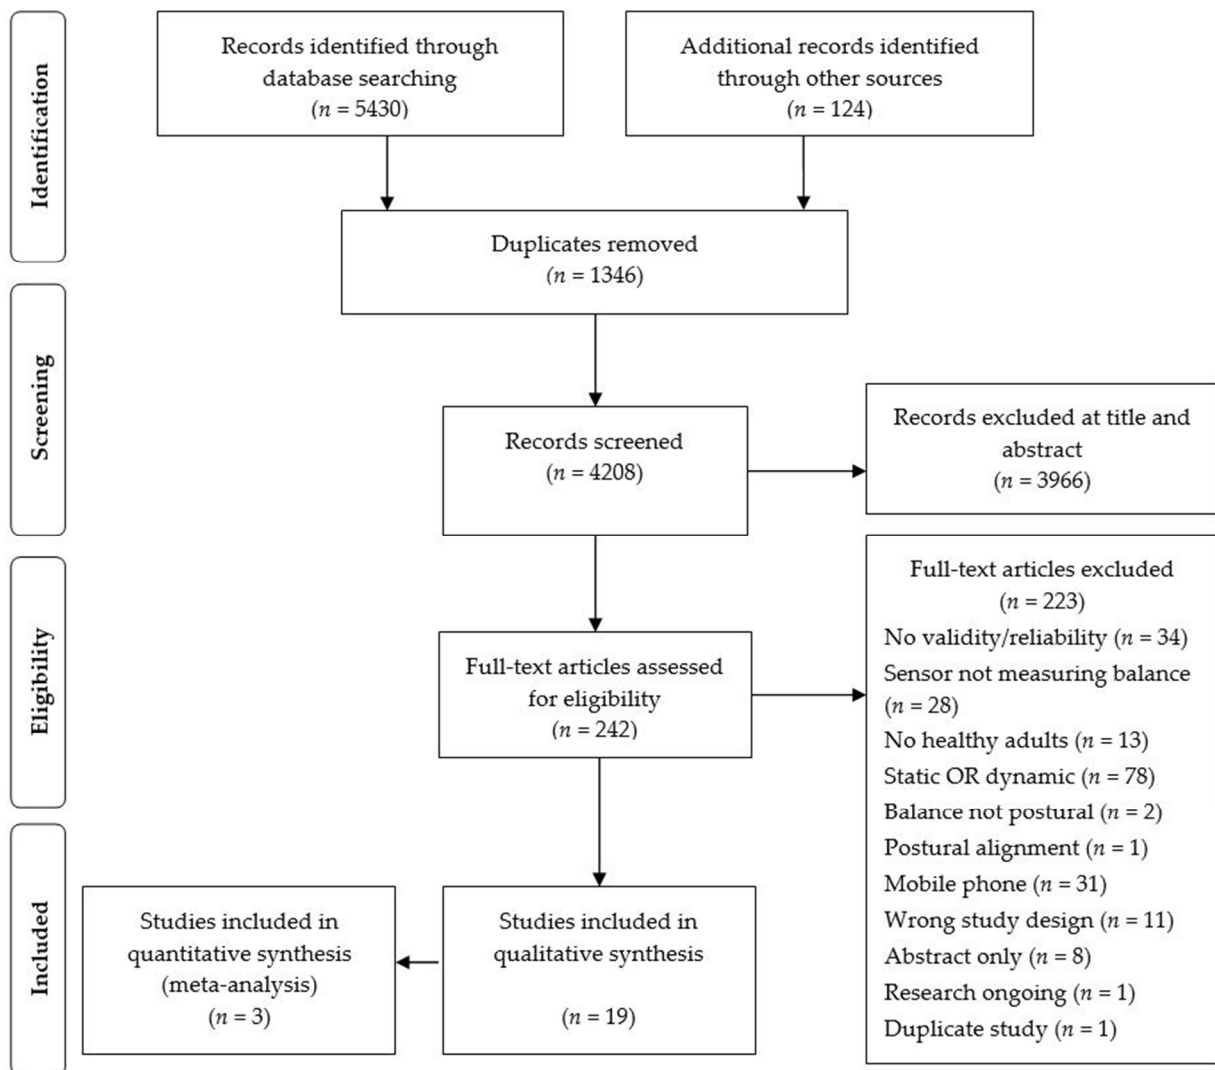 Identification
Records identified through
database searching
(n = 5430)
Additional records identified
through other sources
(n = 124)
Duplicates removed
(n = 1346)
Screening
Records screened
(n = 4208)
Records excluded at title and
abstract
(n = 3966)
Eligibility
Full-text articles assessed
for eligibility
(n = 242)
Full-text articles excluded
(n = 223)
No validity/reliability (n = 34)
Sensor not measuring balance
(n = 28)
No healthy adults (n = 13)
Static OR dynamic (n = 78)
Balance not postural (n = 2)
Postural alignment (n = 1)
Mobile phone (n = 31)
Wrong study design (n = 11)
Abstract only (n = 8)
Research ongoing (n = 1)
Duplicate study (n = 1)
Included
Studies included in
quantitative synthesis
(meta-analysis)
(n = 3)
Studies included in
qualitative synthesis
(n = 19)